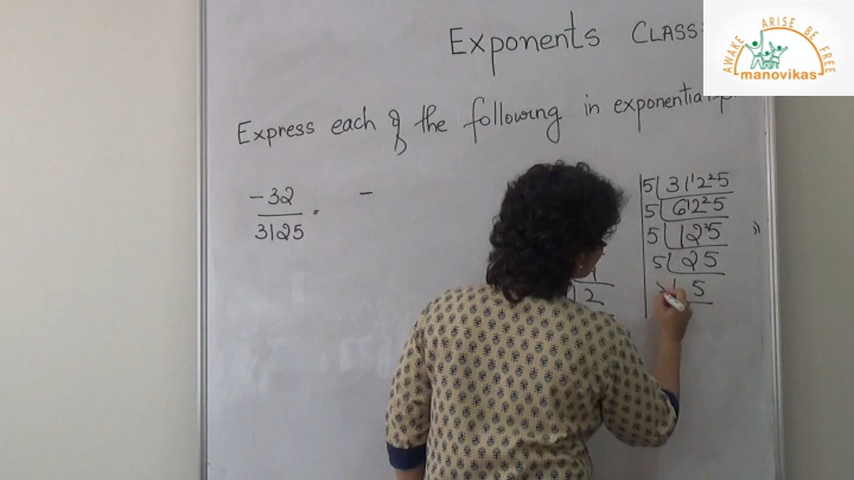 AWAKE ARISE BE FREE
manovikas
Exponents CLASS:
Express each of the following in exponential
-32
3125
= -
5 3125
5 625
5 125
5 25
5
2